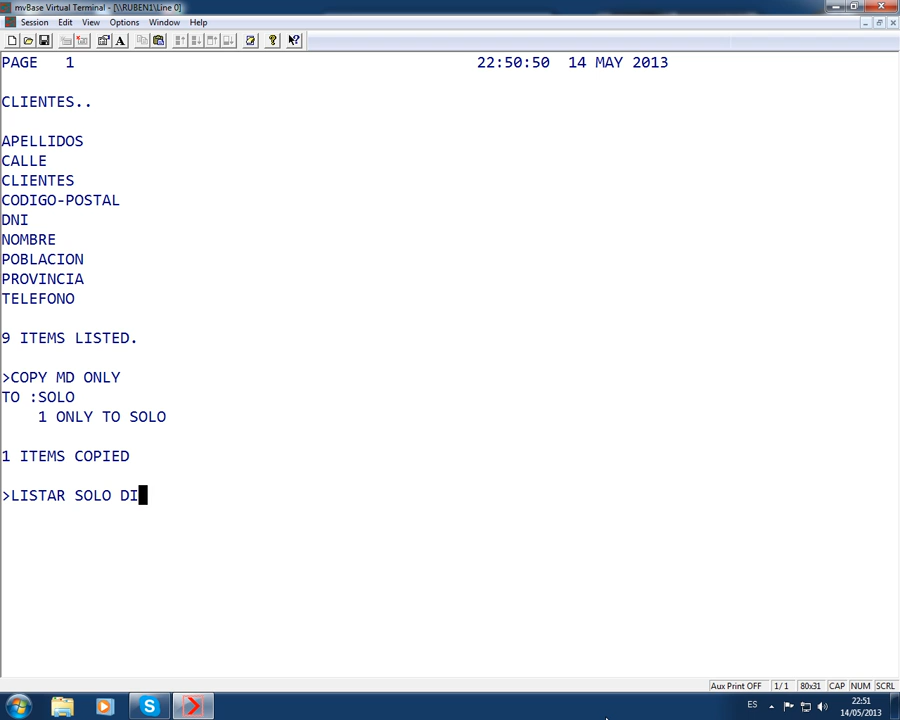 mvBase Virtual Terminal - [\\RUBEN1\Line 0]
Session Edit View Options Window Help
PAGE 1 22:50:50 14 MAY 2013
CLIENTES..
APELLIDOS
CALLE
CLIENTES
CODIGO-POSTAL
DNI
NOMBRE
POBLACION
PROVINCIA
TELEFONO
9 ITEMS LISTED.
>COPY MD ONLY
TO :SOLO
1 ONLY TO SOLO
1 ITEMS COPIED
>LISTAR SOLO DI
Aux Print OFF 1/1 80x31 CAP NUM SCRL
ES 22:51
14/05/2013